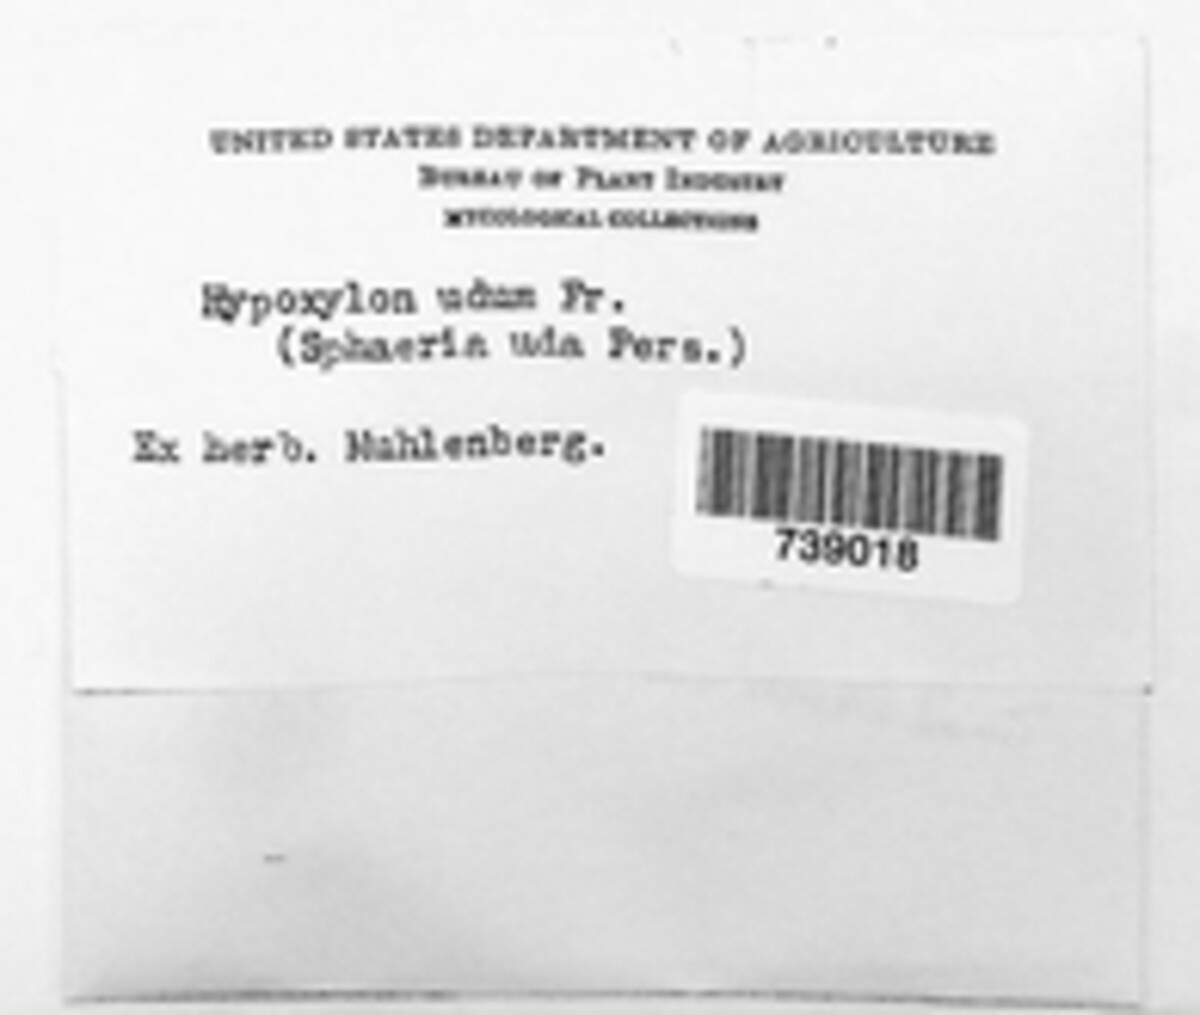 UNITED STATES DEPARTMENT OF AGRICULTURE
BUREAU OF PLANT INDUSTRY
MYCOLOGICAL COLLECTIONS
Hypoxylon udum Fr.
(Sphaeria uda Pers.)
Ex herb. Muhlenberg.
739018